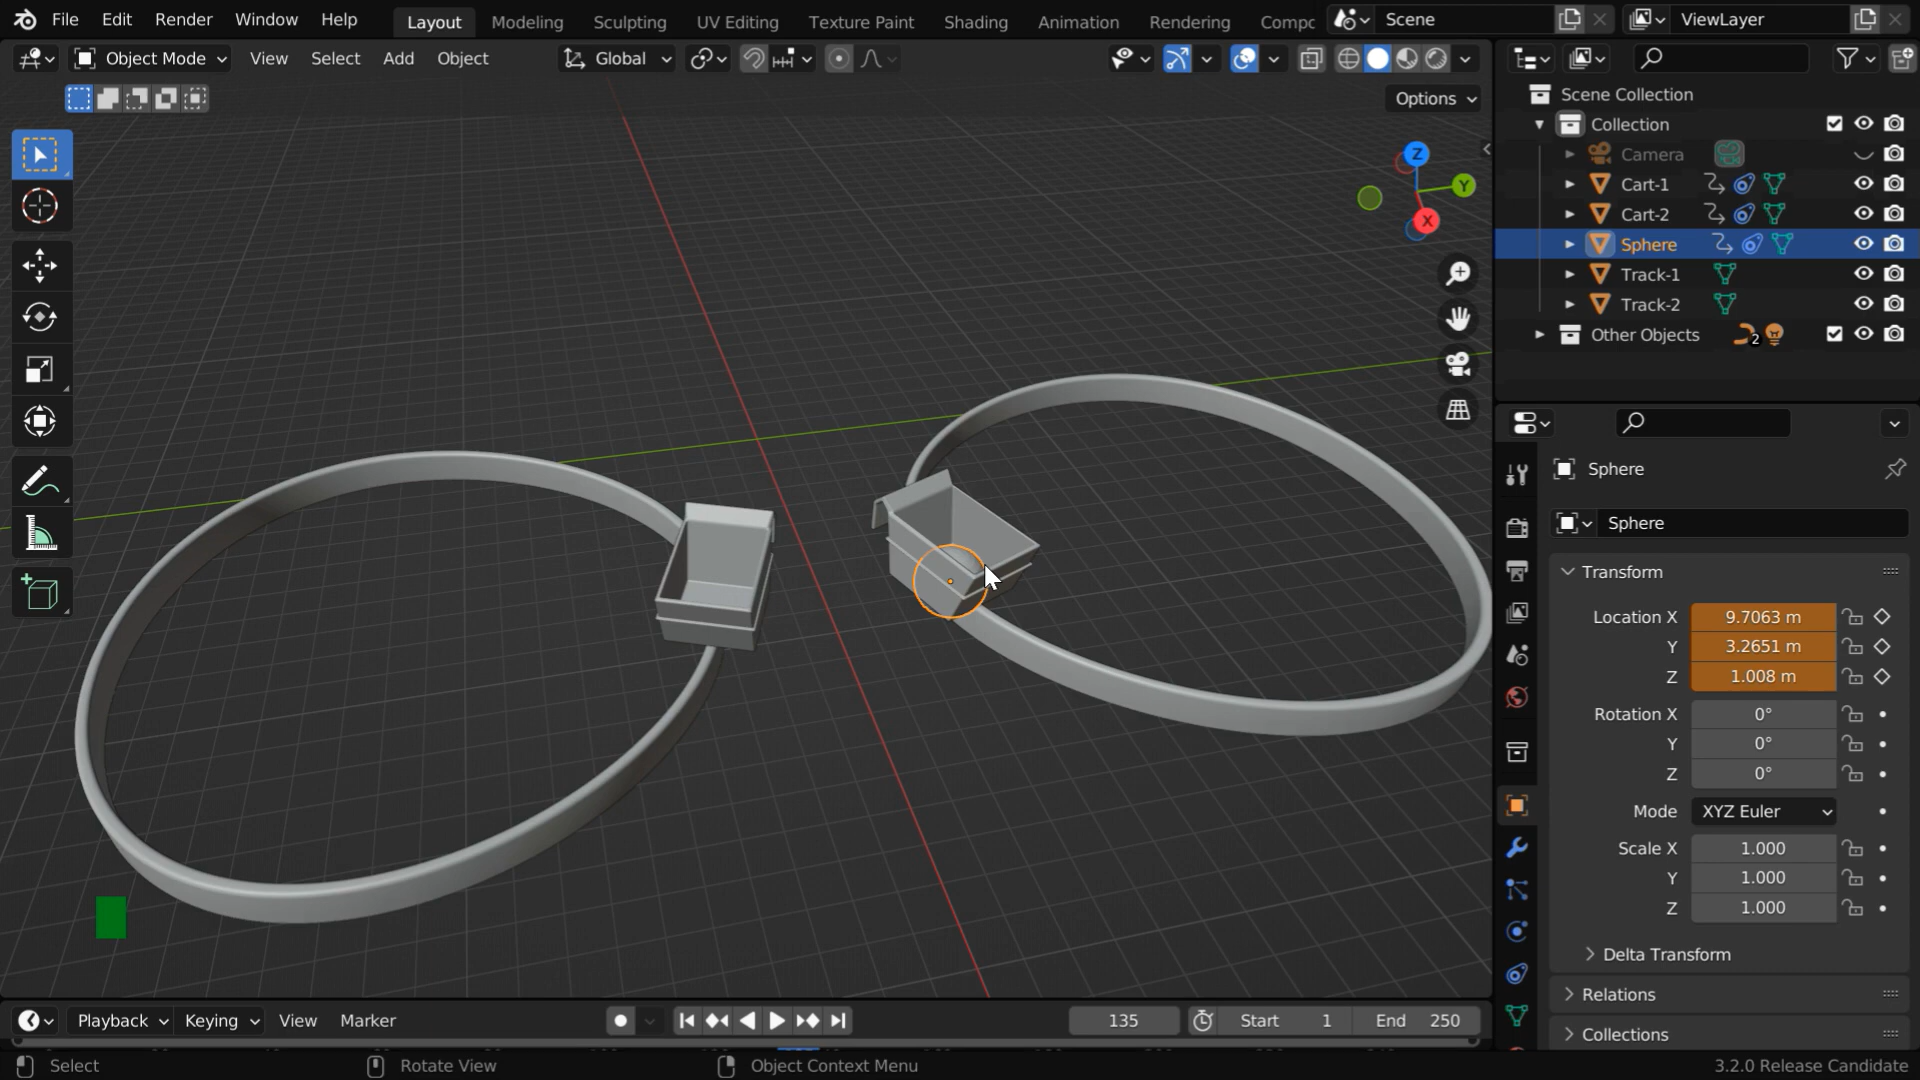 File Edit Render Window Help Layout Modeling Sculpting UV Editing Texture Paint Shading Animation Rendering Compc Scene ViewLayer
Object Mode View Select Add Object Global
Options
Z
Y
X
Scene Collection
Collection
Camera
Cart-1
Cart-2
Sphere
Track-1
Track-2
Other Objects 2
Sphere
Sphere
Transform
Location X 9.7063 m
Y 3.2651 m
Z 1.008 m
Rotation X 0°
Y 0°
Z 0°
Mode XYZ Euler
Scale X 1.000
Y 1.000
Z 1.000
Delta Transform
Relations
Collections
Playback Keying View Marker 135 Start 1 End 250
Select Rotate View Object Context Menu 3.2.0 Release Candidate